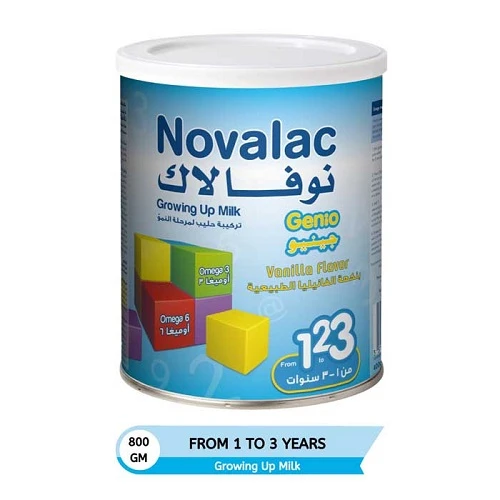 Novalac
نوفالاك
Growing Up Milk
تركيبة حليب لمرحلة النمو
Genio
جينيو
Vanilla Flavor
بنكهة الفانيليا الطبيعية
Omega 3
أوميغا ٣
Omega 6
أوميغا ٦
From 1 to 3
2
من ١-٣ سنوات
800 GM
FROM 1 TO 3 YEARS
Growing Up Milk